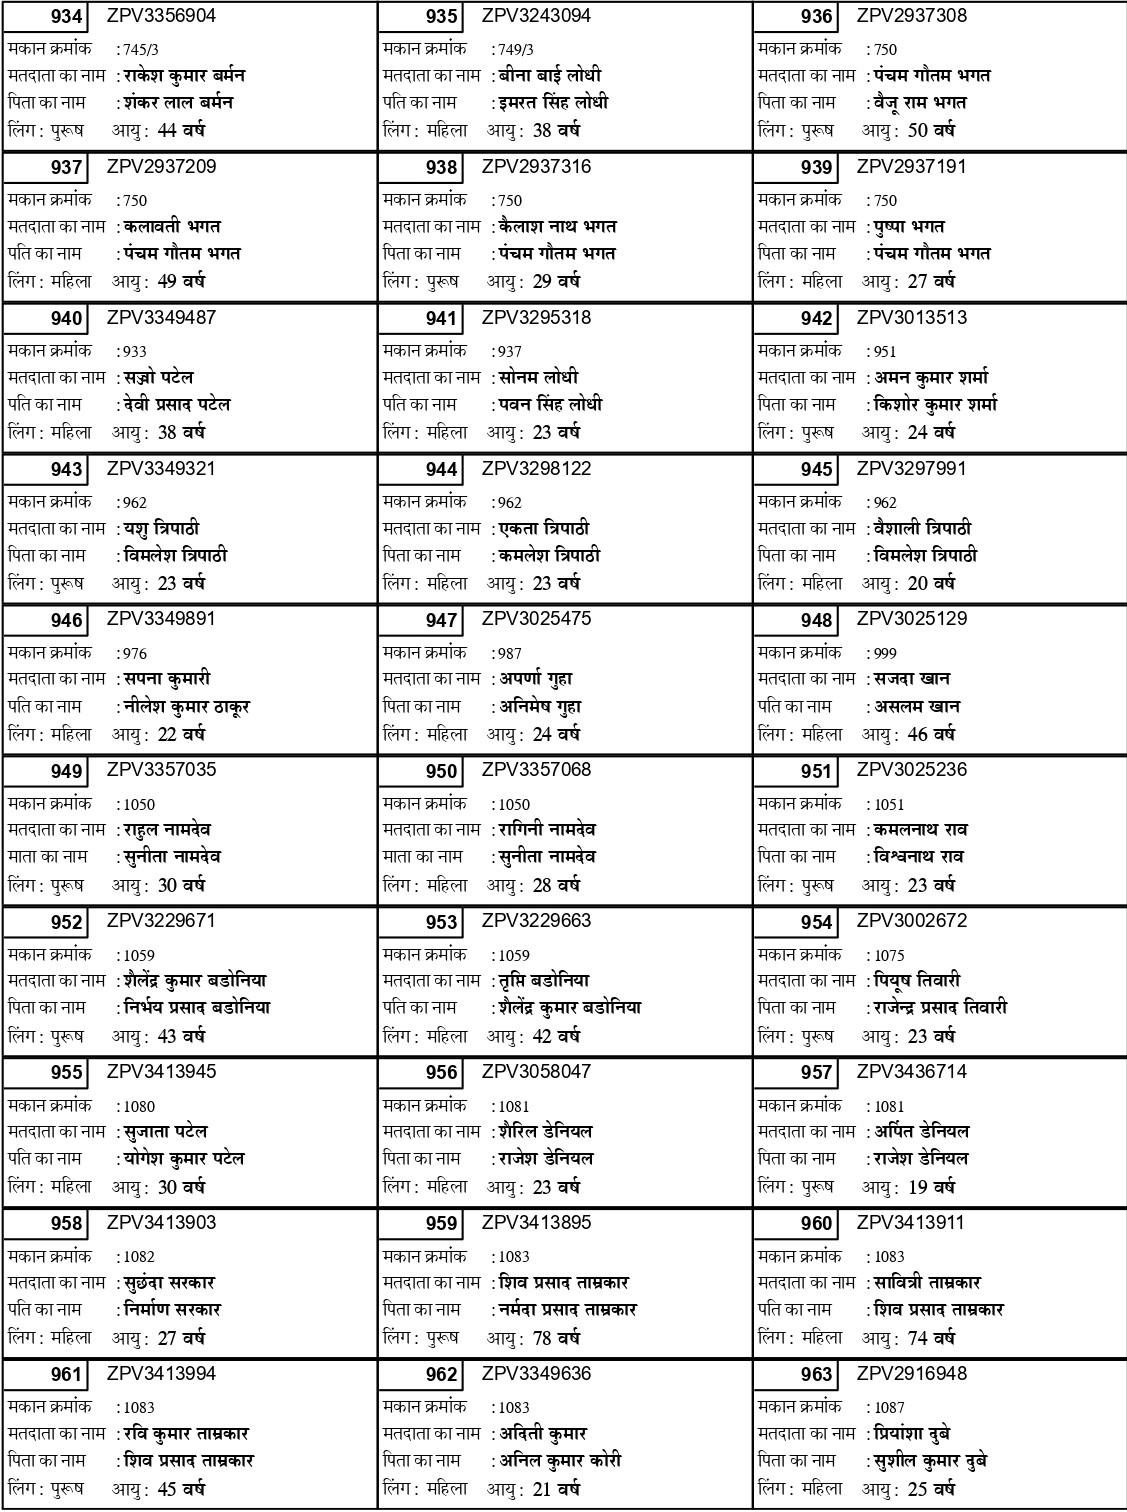 934 ZPV3356904
मकान क्रमांक :745/3
मतदाता का नाम :राकेश कुमार बर्मन
पिता का नाम :शंकर लाल बर्मन
लिंग: पुरूष आयु: 44 वर्ष
935 ZPV3243094
मकान क्रमांक :749/3
मतदाता का नाम :बीना बाई लोधी
पति का नाम :इमरत सिंह लोधी
लिंग: महिला आयु: 38 वर्ष
936 ZPV2937308
मकान क्रमांक :750
मतदाता का नाम :पंचम गौतम भगत
पिता का नाम :वैजू राम भगत
लिंग: पुरूष आयु: 50 वर्ष
937 ZPV2937209
मकान क्रमांक :750
मतदाता का नाम :कलावती भगत
पति का नाम :पंचम गौतम भगत
लिंग: महिला आयु: 49 वर्ष
938 ZPV2937316
मकान क्रमांक :750
मतदाता का नाम :कैलाश नाथ भगत
पिता का नाम :पंचम गौतम भगत
लिंग: पुरूष आयु: 29 वर्ष
939 ZPV2937191
मकान क्रमांक :750
मतदाता का नाम :पुष्पा भगत
पिता का नाम :पंचम गौतम भगत
लिंग: महिला आयु: 27 वर्ष
940 ZPV3349487
मकान क्रमांक :933
मतदाता का नाम :सज्जो पटेल
पति का नाम :देवी प्रसाद पटेल
लिंग: महिला आयु: 38 वर्ष
941 ZPV3295318
मकान क्रमांक :937
मतदाता का नाम :सोनम लोधी
पति का नाम :पवन सिंह लोधी
लिंग: महिला आयु: 23 वर्ष
942 ZPV3013513
मकान क्रमांक :951
मतदाता का नाम :अमन कुमार शर्मा
पिता का नाम :किशोर कुमार शर्मा
लिंग: पुरूष आयु: 24 वर्ष
943 ZPV3349321
मकान क्रमांक :962
मतदाता का नाम :यशु त्रिपाठी
पिता का नाम :विमलेश त्रिपाठी
लिंग: पुरूष आयु: 23 वर्ष
944 ZPV3298122
मकान क्रमांक :962
मतदाता का नाम :एकता त्रिपाठी
पिता का नाम :कमलेश त्रिपाठी
लिंग: महिला आयु: 23 वर्ष
945 ZPV3297991
मकान क्रमांक :962
मतदाता का नाम :वैशाली त्रिपाठी
पिता का नाम :विमलेश त्रिपाठी
लिंग: महिला आयु: 20 वर्ष
946 ZPV3349891
मकान क्रमांक :976
मतदाता का नाम :सपना कुमारी
पति का नाम :नीलेश कुमार ठाकूर
लिंग: महिला आयु: 22 वर्ष
947 ZPV3025475
मकान क्रमांक :987
मतदाता का नाम :अपर्णा गुहा
पिता का नाम :अनिमेष गुहा
लिंग: महिला आयु: 24 वर्ष
948 ZPV3025129
मकान क्रमांक :999
मतदाता का नाम :सजदा खान
पति का नाम :असलम खान
लिंग: महिला आयु: 46 वर्ष
949 ZPV3357035
मकान क्रमांक :1050
मतदाता का नाम :राहुल नामदेव
माता का नाम :सुनीता नामदेव
लिंग: पुरूष आयु: 30 वर्ष
950 ZPV3357068
मकान क्रमांक :1050
मतदाता का नाम :रागिनी नामदेव
माता का नाम :सुनीता नामदेव
लिंग: महिला आयु: 28 वर्ष
951 ZPV3025236
मकान क्रमांक :1051
मतदाता का नाम :कमलनाथ राव
पिता का नाम :विश्वनाथ राव
लिंग: पुरूष आयु: 23 वर्ष
952 ZPV3229671
मकान क्रमांक :1059
मतदाता का नाम :शैलेंद्र कुमार बडोनिया
पिता का नाम :निर्भय प्रसाद बडोनिया
लिंग: पुरूष आयु: 43 वर्ष
953 ZPV3229663
मकान क्रमांक :1059
मतदाता का नाम :तृप्ति बडोनिया
पति का नाम :शैलेंद्र कुमार बडोनिया
लिंग: महिला आयु: 42 वर्ष
954 ZPV3002672
मकान क्रमांक :1075
मतदाता का नाम :पियूष तिवारी
पिता का नाम :राजेन्द्र प्रसाद तिवारी
लिंग: पुरूष आयु: 23 वर्ष
955 ZPV3413945
मकान क्रमांक :1080
मतदाता का नाम :सुजाता पटेल
पति का नाम :योगेश कुमार पटेल
लिंग: महिला आयु: 30 वर्ष
956 ZPV3058047
मकान क्रमांक :1081
मतदाता का नाम :शैरिल डेनियल
पिता का नाम :राजेश डेनियल
लिंग: महिला आयु: 23 वर्ष
957 ZPV3436714
मकान क्रमांक :1081
मतदाता का नाम :अर्पित डेनियल
पिता का नाम :राजेश डेनियल
लिंग: पुरूष आयु: 19 वर्ष
958 ZPV3413903
मकान क्रमांक :1082
मतदाता का नाम :सुछंदा सरकार
पति का नाम :निर्माण सरकार
लिंग: महिला आयु: 27 वर्ष
959 ZPV3413895
मकान क्रमांक :1083
मतदाता का नाम :शिव प्रसाद ताम्रकार
पिता का नाम :नर्मदा प्रसाद ताम्रकार
लिंग: पुरूष आयु: 78 वर्ष
960 ZPV3413911
मकान क्रमांक :1083
मतदाता का नाम :सावित्री ताम्रकार
पति का नाम :शिव प्रसाद ताम्रकार
लिंग: महिला आयु: 74 वर्ष
961 ZPV3413994
मकान क्रमांक :1083
मतदाता का नाम :रवि कुमार ताम्रकार
पिता का नाम :शिव प्रसाद ताम्रकार
लिंग: पुरूष आयु: 45 वर्ष
962 ZPV3349636
मकान क्रमांक :1083
मतदाता का नाम :अदिती कुमार
पिता का नाम :अनिल कुमार कोरी
लिंग: महिला आयु: 21 वर्ष
963 ZPV2916948
मकान क्रमांक :1087
मतदाता का नाम :प्रियांशा दुबे
पिता का नाम :सुशील कुमार दुबे
लिंग: महिला आयु: 25 वर्ष